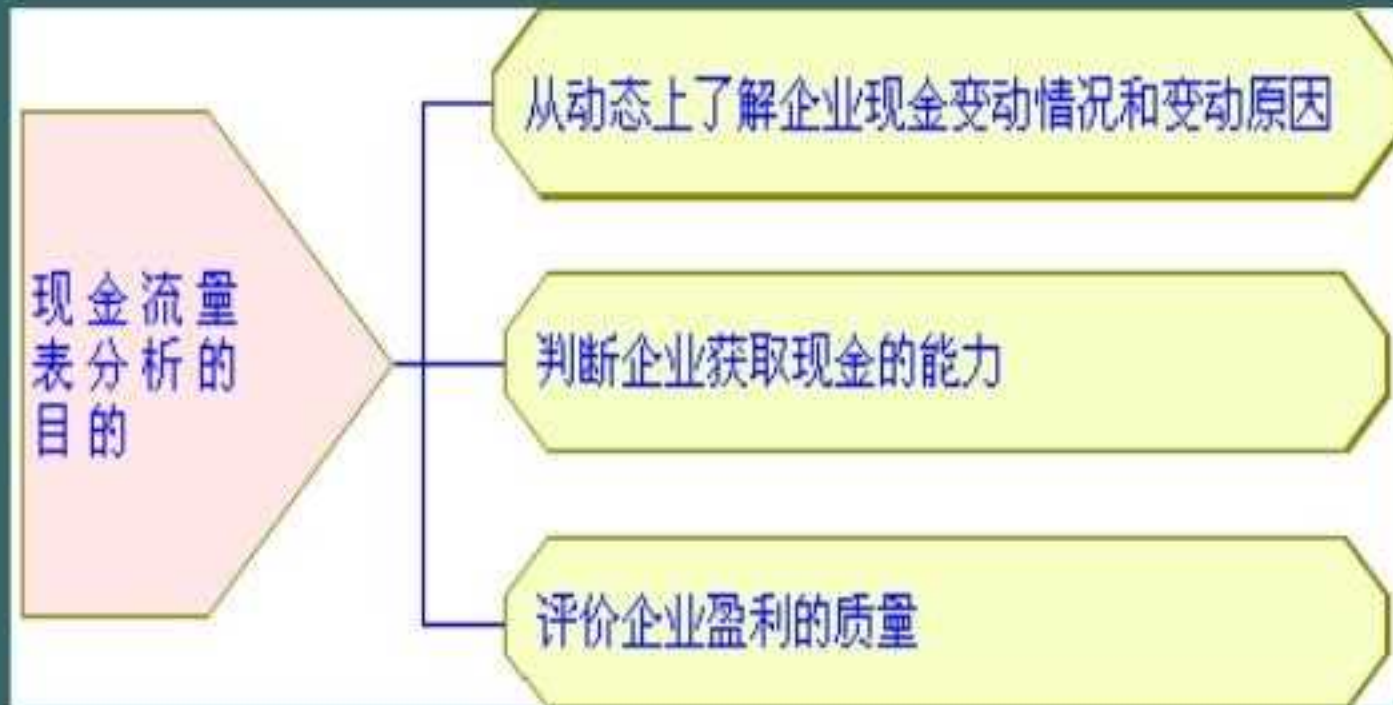 现金流量
表分析的
目的
从动态上了解企业现金变动情况和变动原因
判断企业获取现金的能力
评价企业盈利的质量